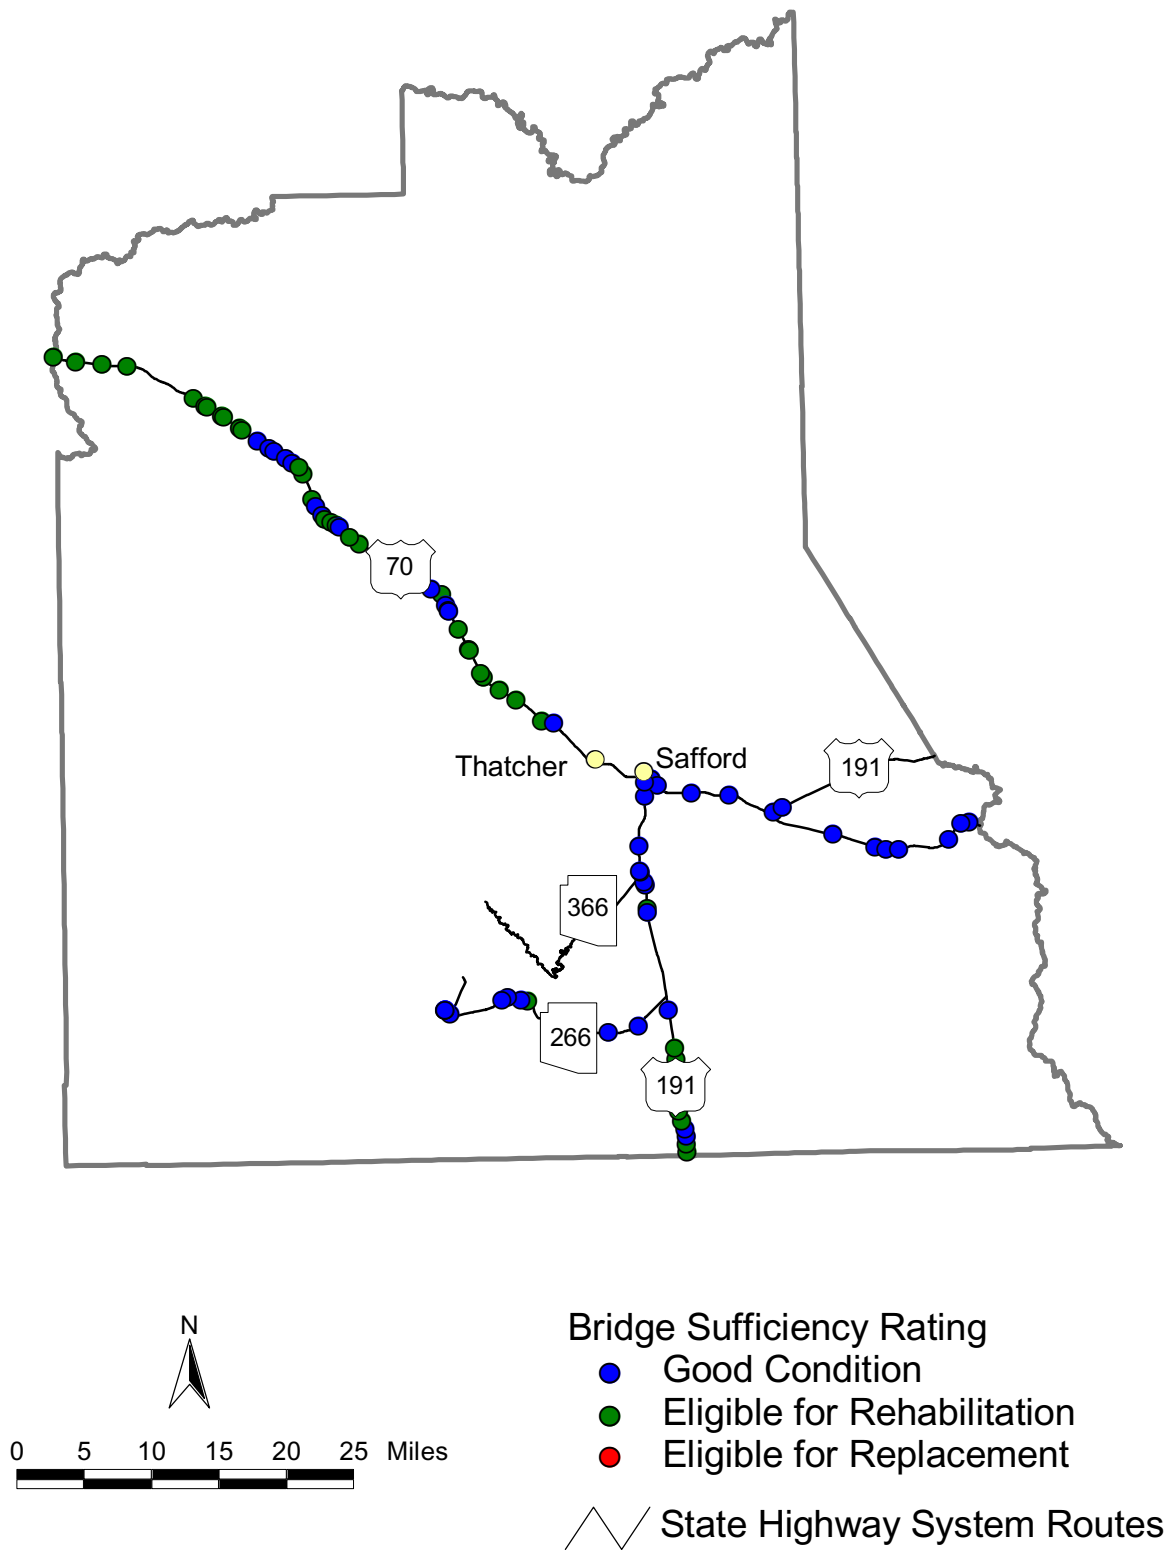 70
Thatcher
Safford
191
366
266
191
N
0 5 10 15 20 25 Miles
Bridge Sufficiency Rating
Good Condition
Eligible for Rehabilitation
Eligible for Replacement
State Highway System Routes